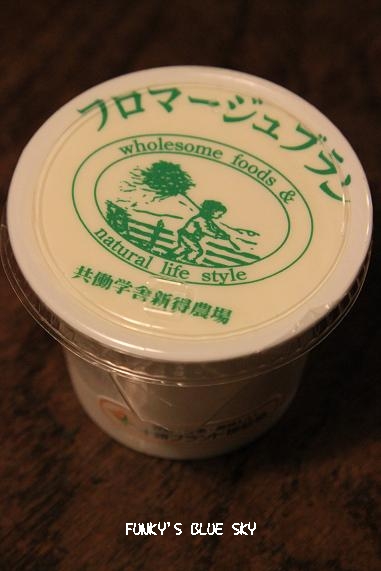 フロマージュブラン
wholesome foods &
natural life style
共働学舎新得農場
FUNKY'S BLUE SKY